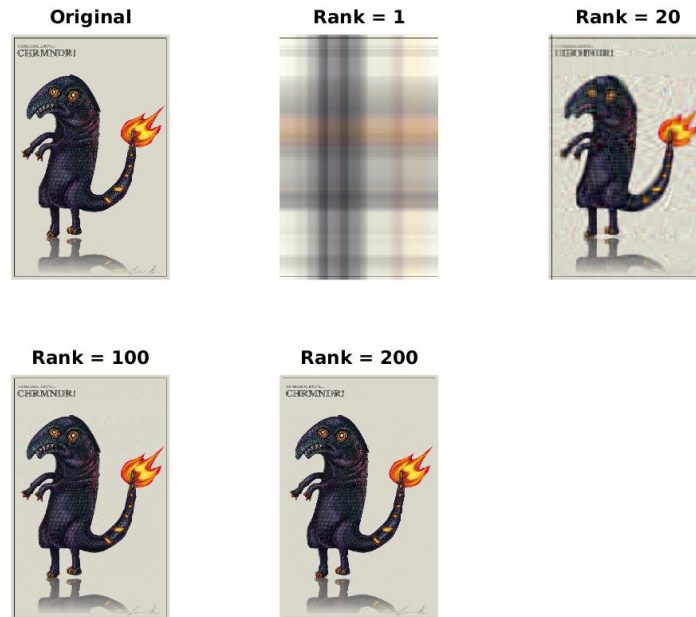 Original
Rank = 1
Rank = 20
CHRMNDR!
Rank = 100
Rank = 200
CHRMNDR!
CHRMNDR!